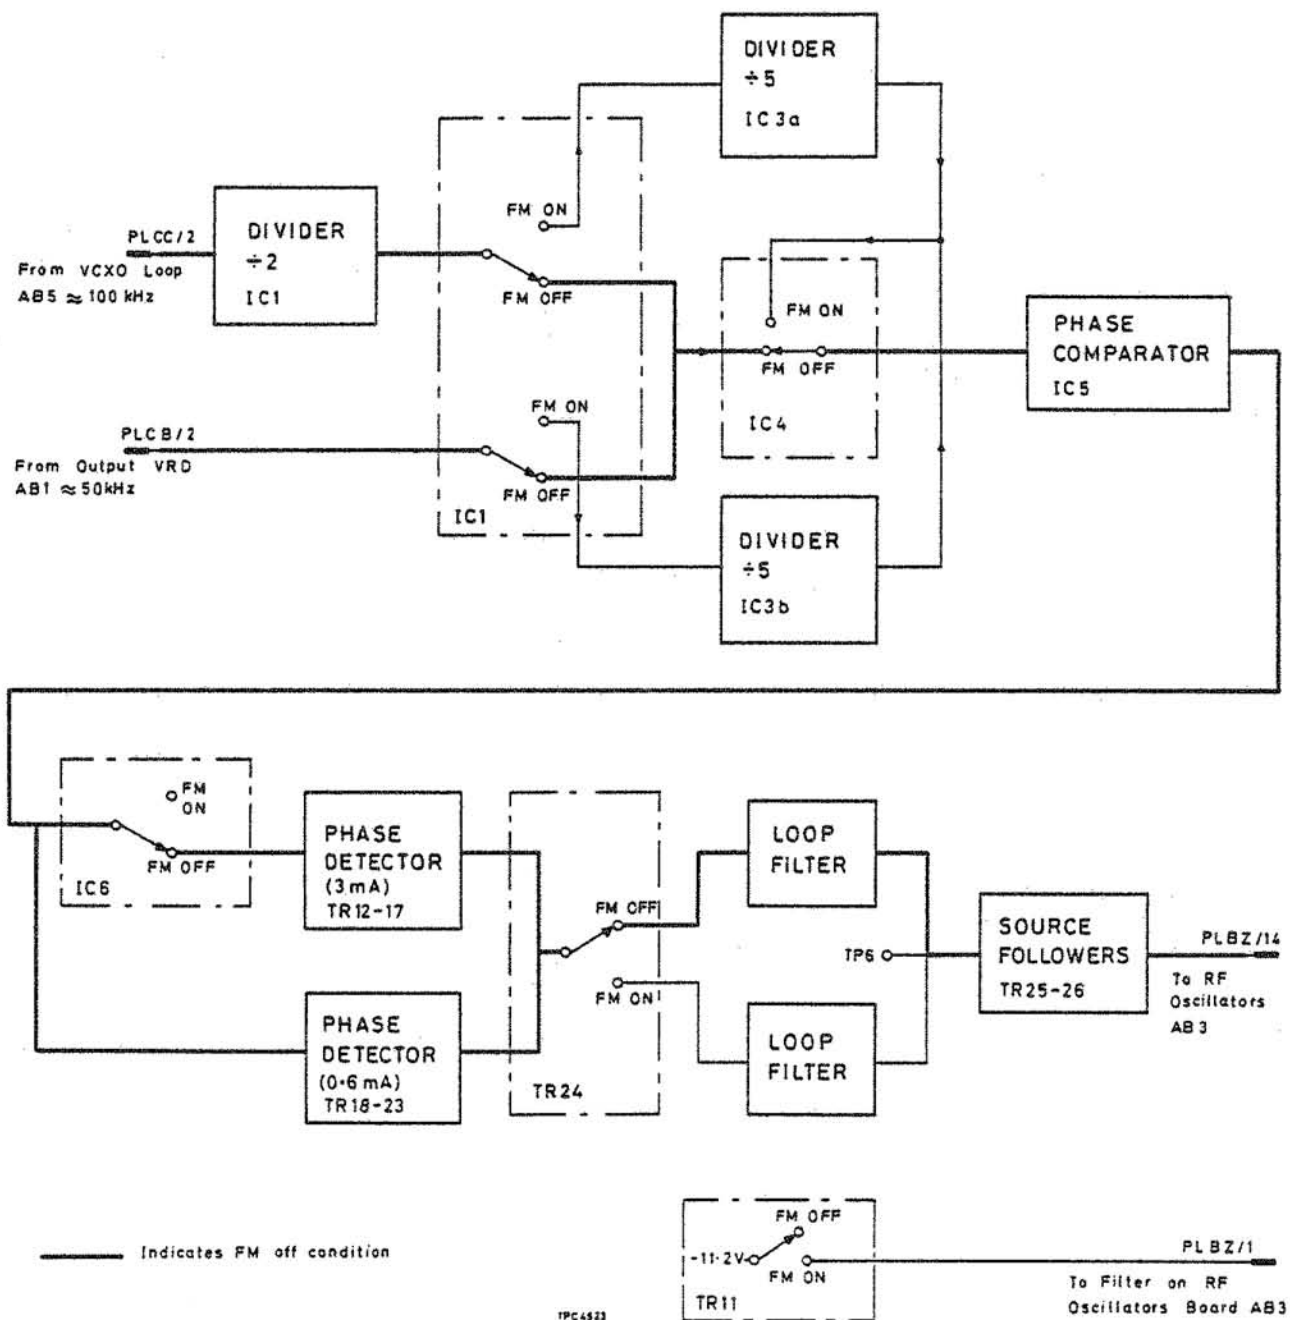 DIVIDER
÷5
IC3a
FM ON
PLCC/2
From VCXO Loop
AB5 ≈ 100 kHz
DIVIDER
÷2
IC1
FM OFF
FM ON
FM OFF
IC4
PHASE
COMPARATOR
IC5
FM ON
PLCB/2
From Output VRD
AB1 ≈ 50kHz
FM OFF
IC1
DIVIDER
÷5
IC3b
FM
ON
FM OFF
IC6
PHASE
DETECTOR
(3 mA)
TR12-17
FM OFF
FM ON
TR24
PHASE
DETECTOR
(0·6 mA)
TR18-23
LOOP
FILTER
TP6
LOOP
FILTER
SOURCE
FOLLOWERS
TR25-26
PLBZ/14
To RF
Oscillators
AB3
Indicates FM off condition
FM OFF
-11·2V
FM ON
TR11
PLBZ/1
To Filter on RF
Oscillators Board AB3
TPC4523